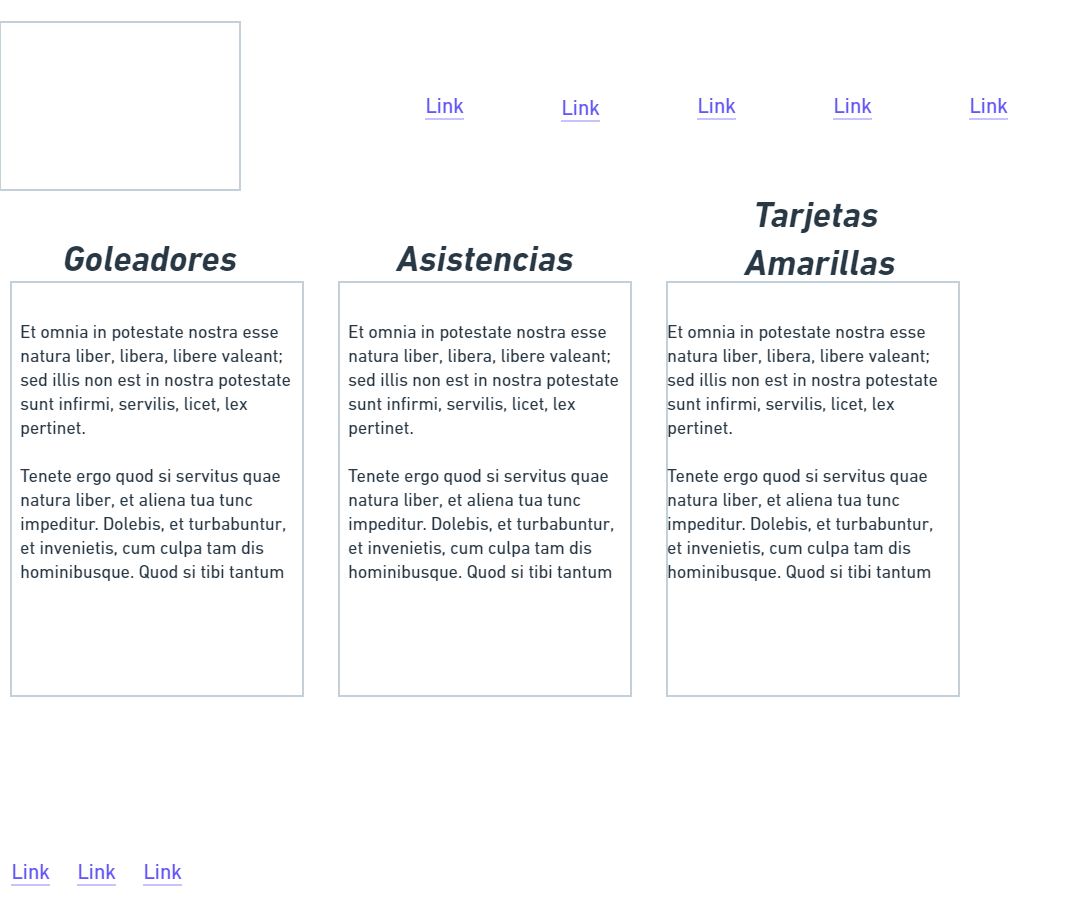 Link
Link
Link
Link
Link
Goleadores
Et omnia in potestate nostra esse
natura liber, libera, libere valeant;
sed illis non est in nostra potestate
sunt infirmi, servilis, licet, lex
pertinet.
Tenete ergo quod si servitus quae
natura liber, et aliena tua tunc
impeditur. Dolebis, et turbabuntur,
et invenietis, cum culpa tam dis
hominibusque. Quod si tibi tantum
Asistencias
Et omnia in potestate nostra esse
natura liber, libera, libere valeant;
sed illis non est in nostra potestate
sunt infirmi, servilis, licet, lex
pertinet.
Tenete ergo quod si servitus quae
natura liber, et aliena tua tunc
impeditur. Dolebis, et turbabuntur,
et invenietis, cum culpa tam dis
hominibusque. Quod si tibi tantum
Tarjetas
Amarillas
Et omnia in potestate nostra esse
natura liber, libera, libere valeant;
sed illis non est in nostra potestate
sunt infirmi, servilis, licet, lex
pertinet.
Tenete ergo quod si servitus quae
natura liber, et aliena tua tunc
impeditur. Dolebis, et turbabuntur,
et invenietis, cum culpa tam dis
hominibusque. Quod si tibi tantum
Link
Link
Link